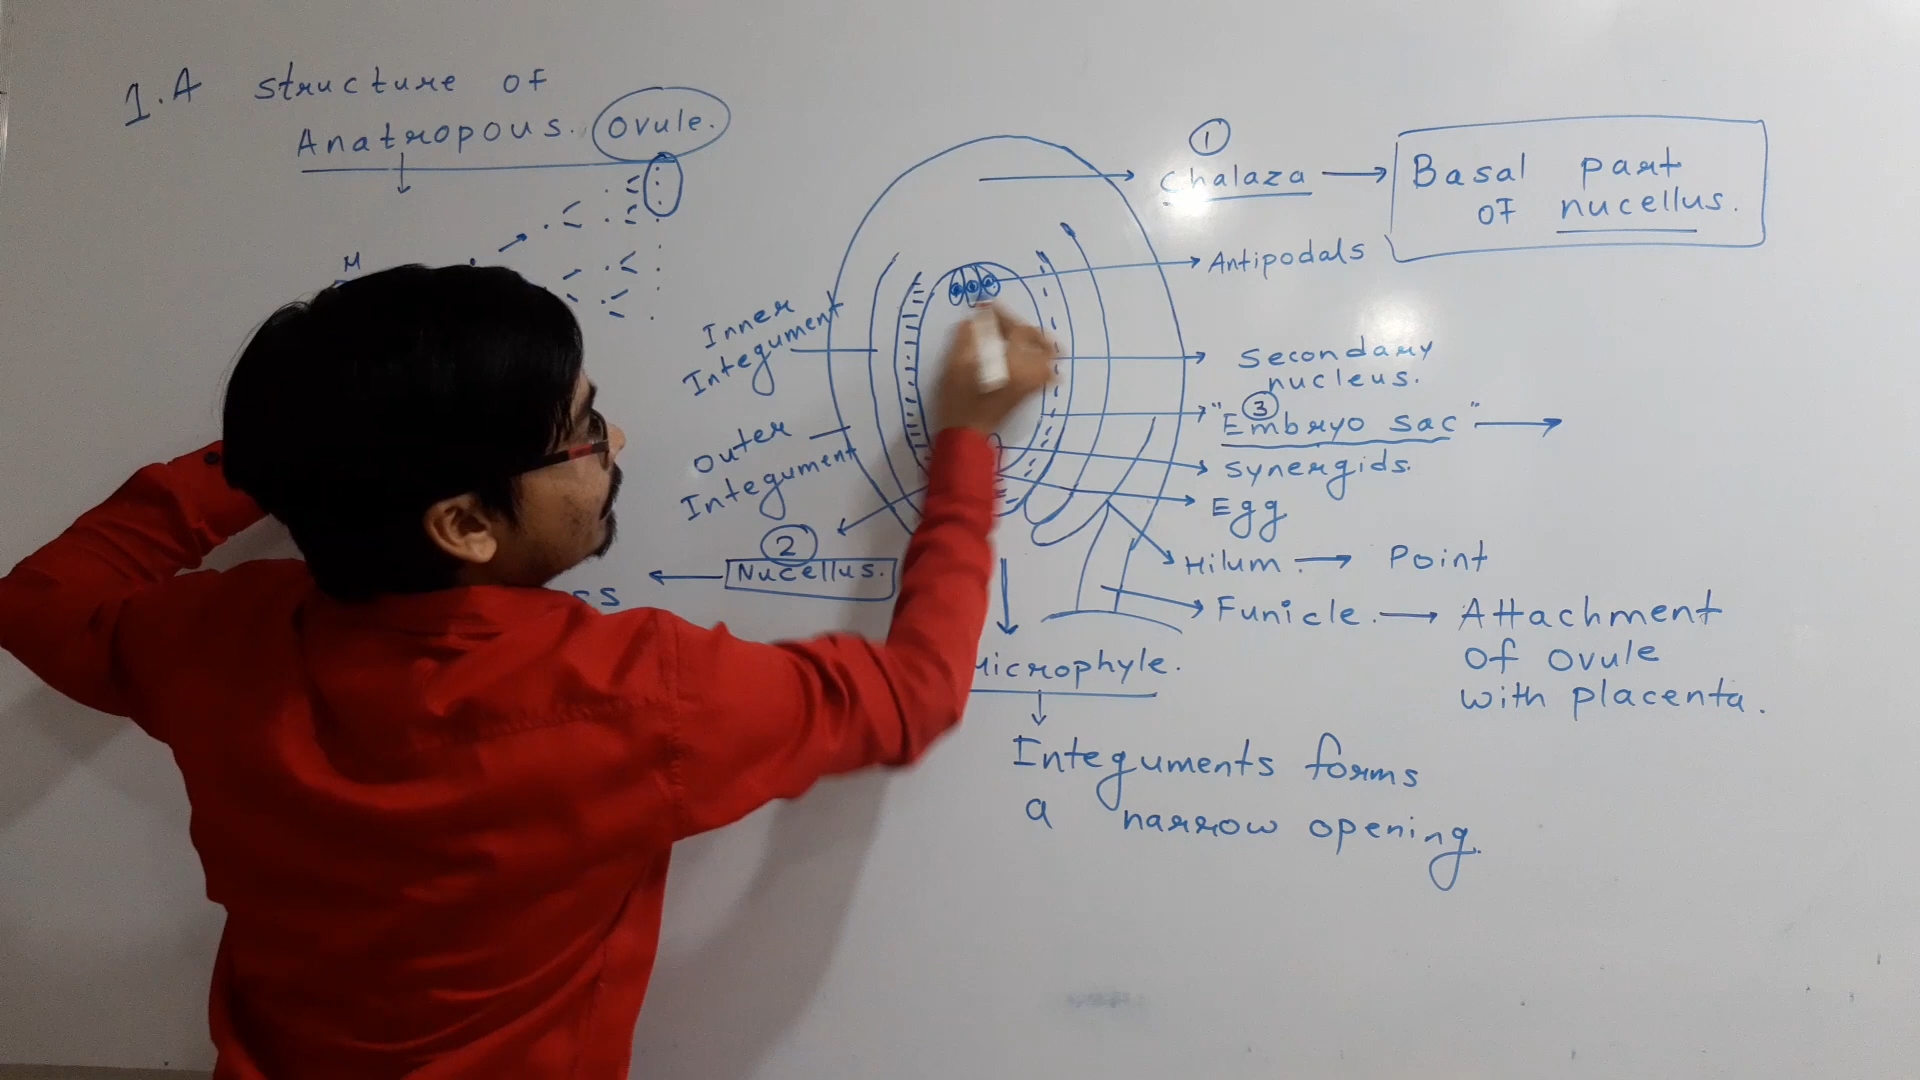 1. A structure of
Anatropous. Ovule.
M
1
Chalaza
Basal part
of nucellus.
Antipodals
Inner
Integument
Secondary
nucleus.
3
"Embryo sac"
Outer
Integument
Synergids.
Egg
2
Nucellus.
Hilum. Point
Funicle. Attachment
of ovule
with placenta.
Microphyle.
Integuments forms
a narrow opening.